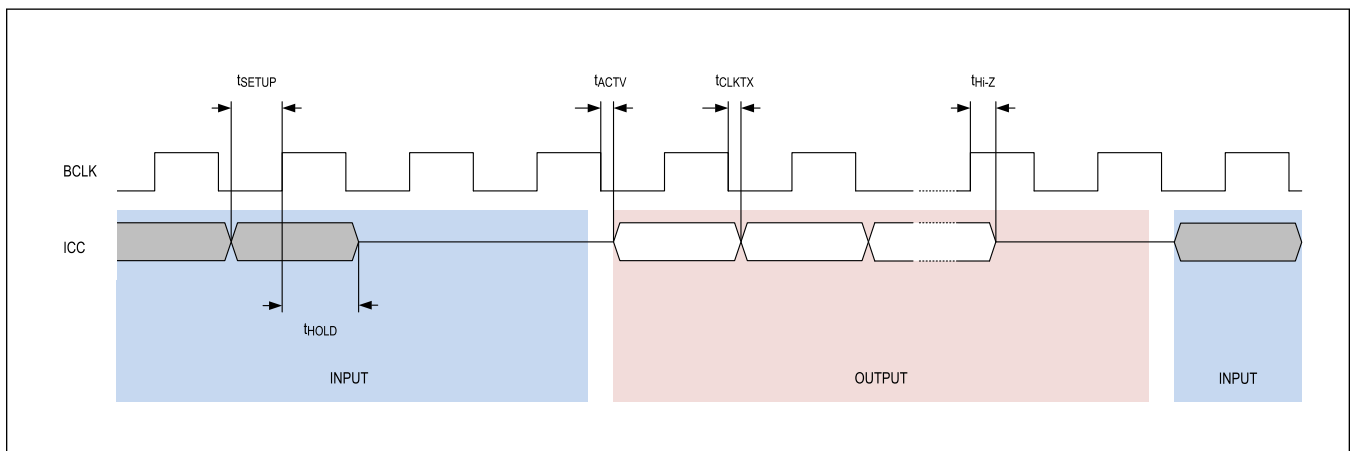 tSETUP
tACTV
tCLKTX
tHi-Z
BCLK
ICC
tHOLD
INPUT
OUTPUT
INPUT